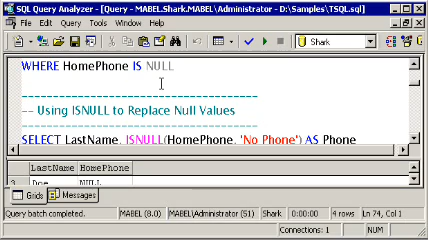 SQL Query Analyzer - [Query - MABEL.Shark.MABEL\Administrator - D:\Samples\TSQL.sql]
File Edit Query Tools Window Help
Shark
WHERE HomePhone IS NULL
-----------------------------------
-- Using ISNULL to Replace Null Values
-----------------------------------
SELECT LastName, ISNULL(HomePhone, 'No Phone') AS Phone
LastName HomePhone
3 Doe NULL
Grids Messages
Query batch completed. MABEL (8.0) MABEL\Administrator (51) Shark 0:00:00 4 rows Ln 74, Col 1
Connections: 1 NUM